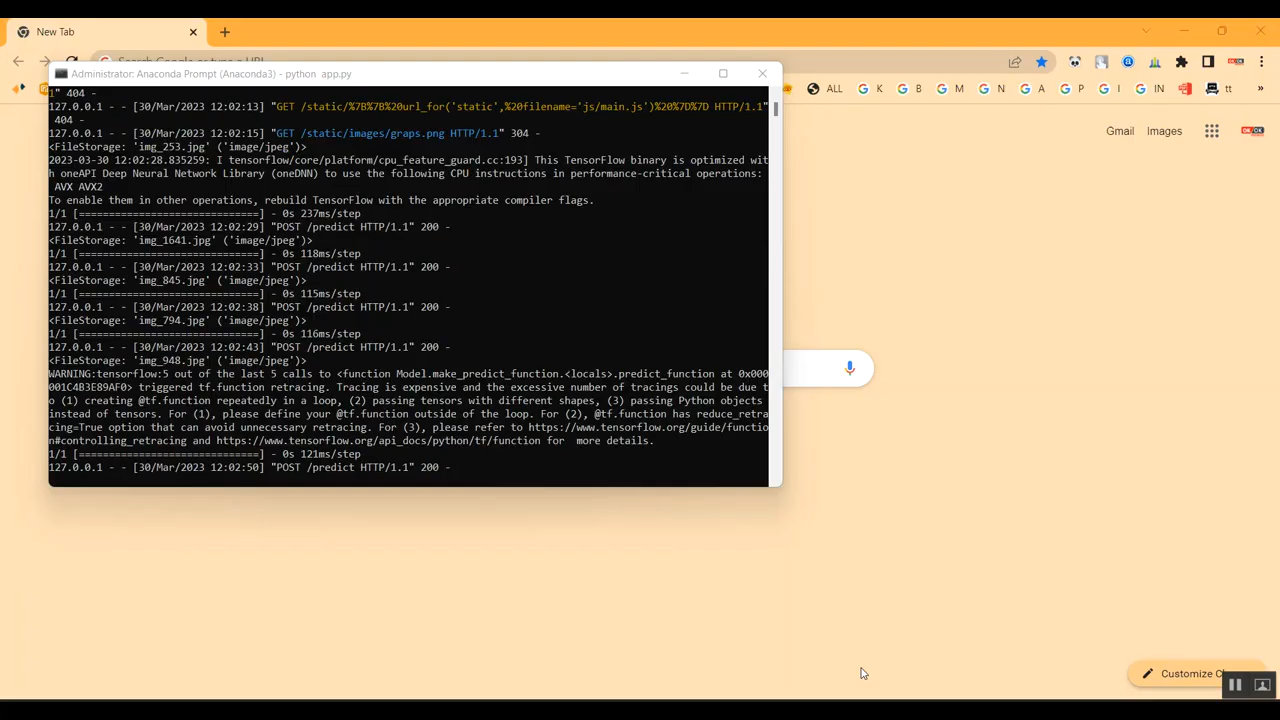 New Tab
Search Google or type a URL
Administrator: Anaconda Prompt (Anaconda3) - python app.py
ALL K B M N A P I IN tt »
Gmail Images
1" 404 -
127.0.0.1 - - [30/Mar/2023 12:02:13] "GET /static/%7B%7B%20url_for('static',%20filename='js/main.js')%20%7D%7D HTTP/1.1"
404 -
127.0.0.1 - - [30/Mar/2023 12:02:15] "GET /static/images/graps.png HTTP/1.1" 304 -
<FileStorage: 'img_253.jpg' ('image/jpeg')>
2023-03-30 12:02:28.835259: I tensorflow/core/platform/cpu_feature_guard.cc:193] This TensorFlow binary is optimized wit
h oneAPI Deep Neural Network Library (oneDNN) to use the following CPU instructions in performance-critical operations:
AVX AVX2
To enable them in other operations, rebuild TensorFlow with the appropriate compiler flags.
1/1 [==============================] - 0s 237ms/step
127.0.0.1 - - [30/Mar/2023 12:02:29] "POST /predict HTTP/1.1" 200 -
<FileStorage: 'img_1641.jpg' ('image/jpeg')>
1/1 [==============================] - 0s 118ms/step
127.0.0.1 - - [30/Mar/2023 12:02:33] "POST /predict HTTP/1.1" 200 -
<FileStorage: 'img_845.jpg' ('image/jpeg')>
1/1 [==============================] - 0s 115ms/step
127.0.0.1 - - [30/Mar/2023 12:02:38] "POST /predict HTTP/1.1" 200 -
<FileStorage: 'img_794.jpg' ('image/jpeg')>
1/1 [==============================] - 0s 116ms/step
127.0.0.1 - - [30/Mar/2023 12:02:43] "POST /predict HTTP/1.1" 200 -
<FileStorage: 'img_948.jpg' ('image/jpeg')>
WARNING:tensorflow:5 out of the last 5 calls to <function Model.make_predict_function.<locals>.predict_function at 0x000
001C4B3E89AF0> triggered tf.function retracing. Tracing is expensive and the excessive number of tracings could be due t
o (1) creating @tf.function repeatedly in a loop, (2) passing tensors with different shapes, (3) passing Python objects
instead of tensors. For (1), please define your @tf.function outside of the loop. For (2), @tf.function has reduce_retra
cing=True option that can avoid unnecessary retracing. For (3), please refer to https://www.tensorflow.org/guide/functio
n#controlling_retracing and https://www.tensorflow.org/api_docs/python/tf/function for more details.
1/1 [==============================] - 0s 121ms/step
127.0.0.1 - - [30/Mar/2023 12:02:50] "POST /predict HTTP/1.1" 200 -
Customize